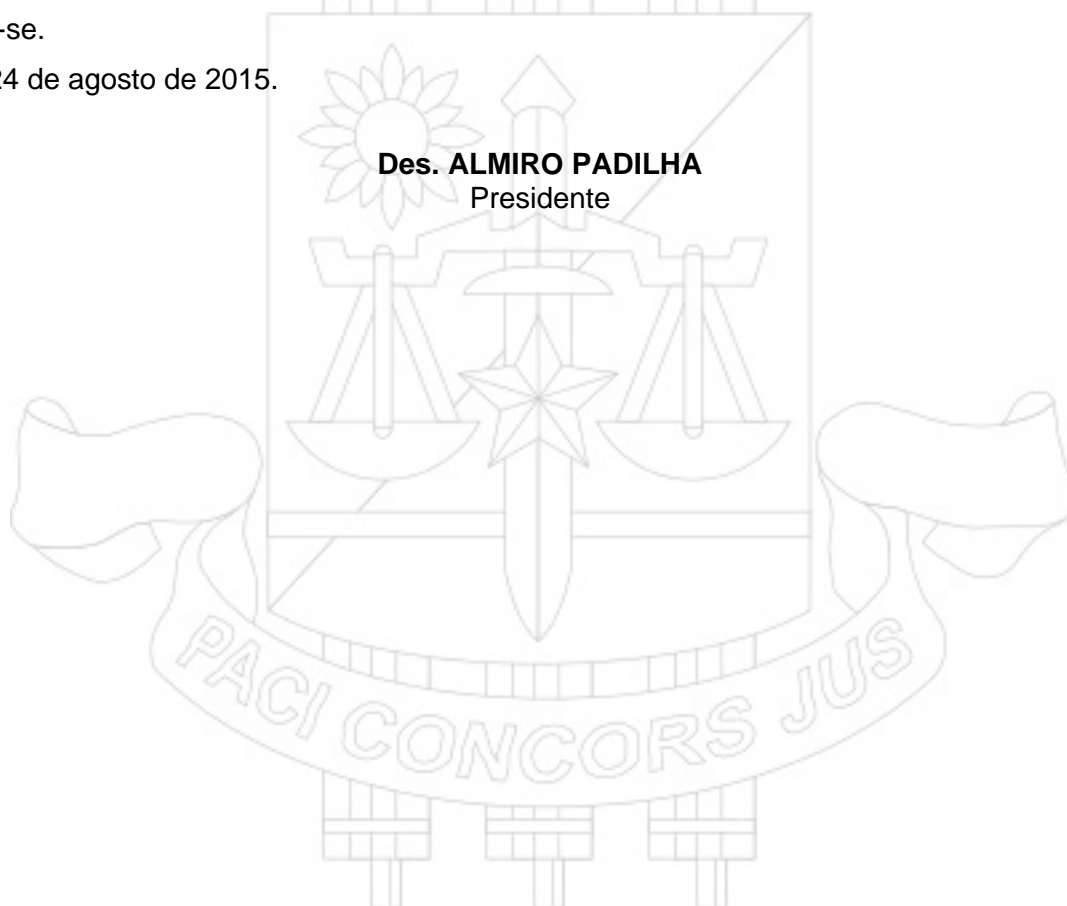 -se.
24 de agosto de 2015.
Des. ALMIRO PADILHA
Presidente
PACI CONCORS JUS